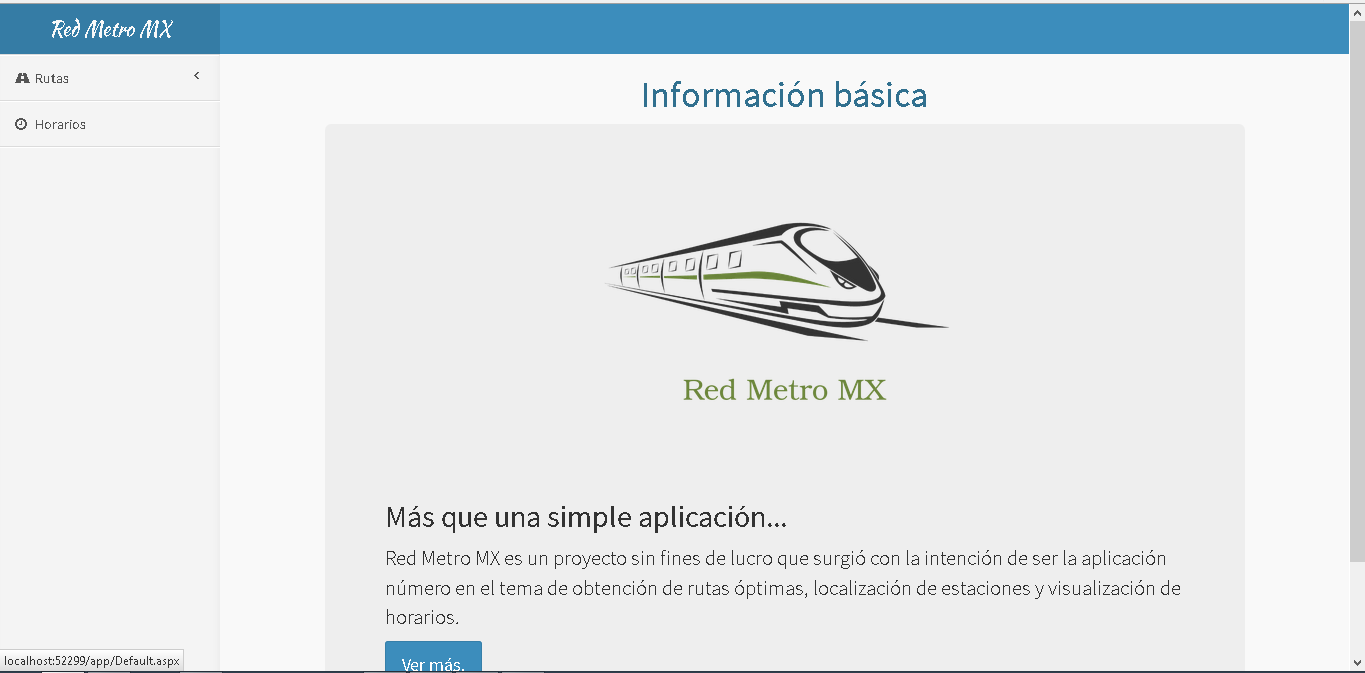 Red Metro MX
Rutas
Horarios
Información básica
Red Metro MX
Más que una simple aplicación...
Red Metro MX es un proyecto sin fines de lucro que surgió con la intención de ser la aplicación
número en el tema de obtención de rutas óptimas, localización de estaciones y visualización de
horarios.
Ver más.
localhost:52299/app/Default.aspx